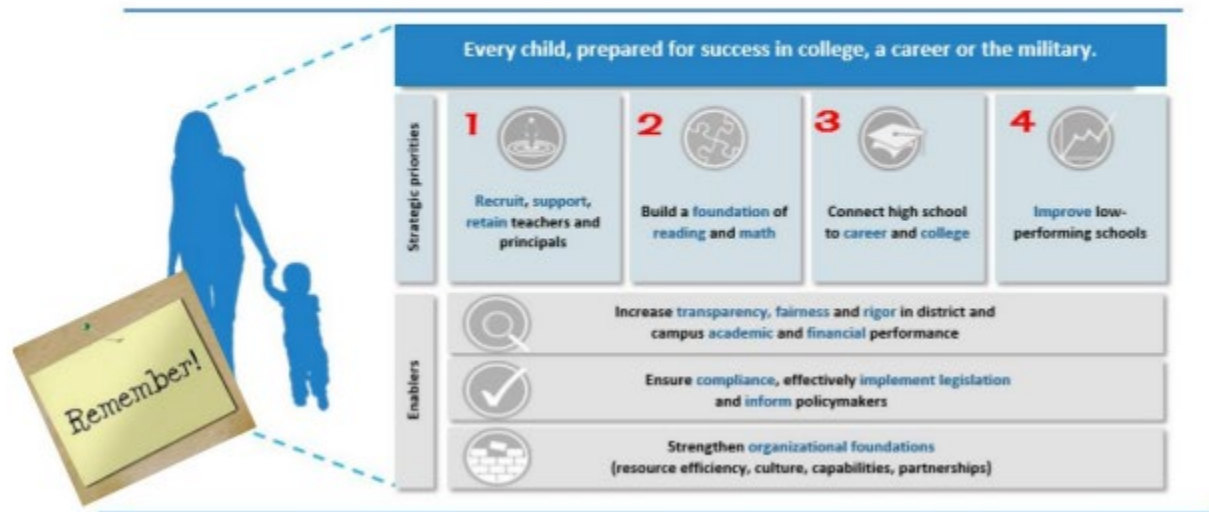 Every child, prepared for success in college, a career or the military.
Strategic priorities
1
Recruit, support,
retain teachers and
principals
2
Build a foundation of
reading and math
3
Connect high school
to career and college
4
Improve low-
performing schools
Enablers
Increase transparency, fairness and rigor in district and
campus academic and financial performance
Ensure compliance, effectively implement legislation
and inform policymakers
Strengthen organizational foundations
(resource efficiency, culture, capabilities, partnerships)
Remember!